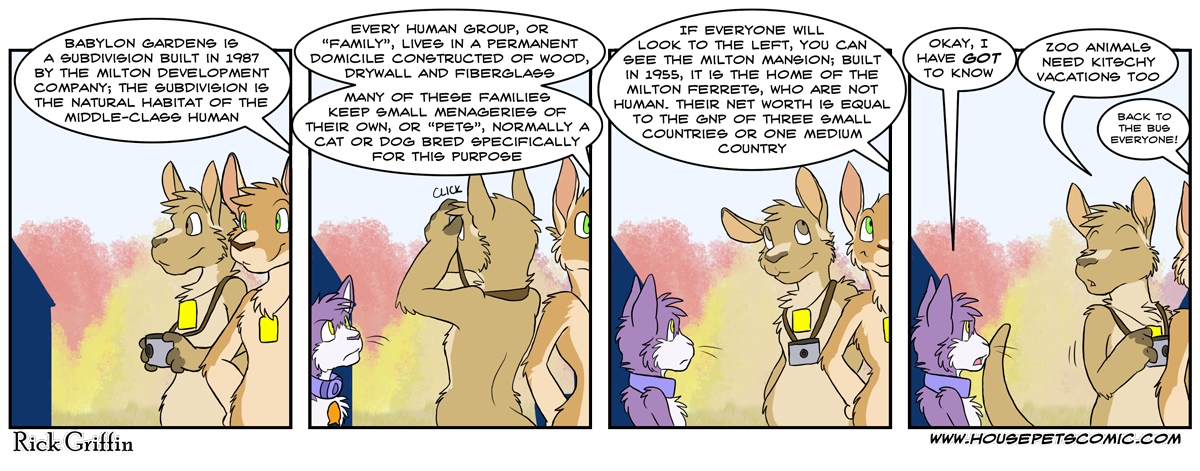 BABYLON GARDENS IS
A SUBDIVISION BUILT IN 1987
BY THE MILTON DEVELOPMENT
COMPANY; THE SUBDIVISION IS
THE NATURAL HABITAT OF THE
MIDDLE-CLASS HUMAN
EVERY HUMAN GROUP, OR
"FAMILY", LIVES IN A PERMANENT
DOMICILE CONSTRUCTED OF WOOD,
DRYWALL AND FIBERGLASS
MANY OF THESE FAMILIES
KEEP SMALL MENAGERIES OF
THEIR OWN, OR "PETS", NORMALLY A
CAT OR DOG BRED SPECIFICALLY
FOR THIS PURPOSE
CLICK
IF EVERYONE WILL
LOOK TO THE LEFT, YOU CAN
SEE THE MILTON MANSION; BUILT
IN 1955, IT IS THE HOME OF THE
MILTON FERRETS, WHO ARE NOT
HUMAN. THEIR NET WORTH IS EQUAL
TO THE GNP OF THREE SMALL
COUNTRIES OR ONE MEDIUM
COUNTRY
OKAY, I
HAVE GOT
TO KNOW
ZOO ANIMALS
NEED KITSCHY
VACATIONS TOO
BACK TO
THE BUS
EVERYONE!
Rick Griffin
WWW.HOUSEPETSCOMIC.COM